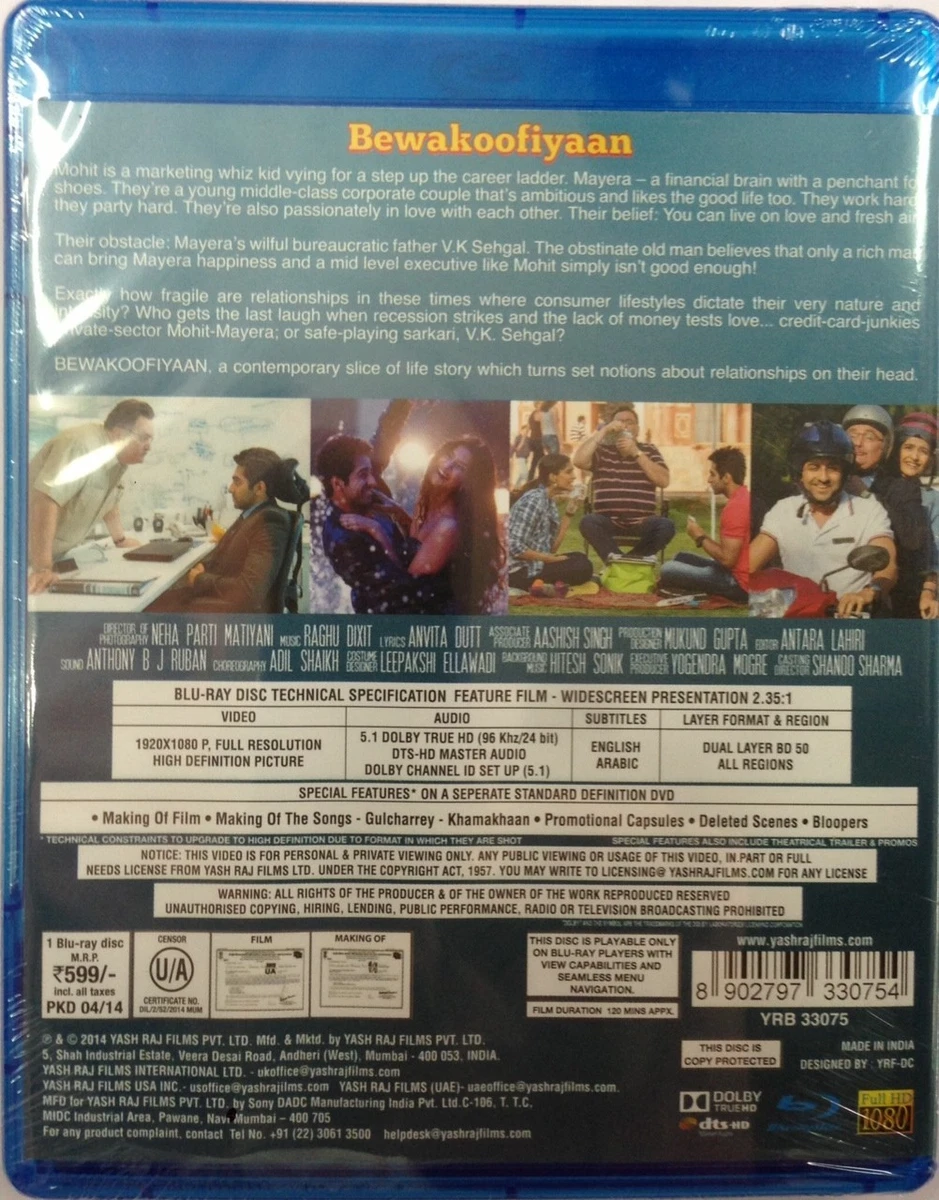 Bewakoofiyaan
Mohit is a marketing whiz kid vying for a step up the career ladder. Mayera – a financial brain with a penchant fo
shoes. They're a young middle-class corporate couple that's ambitious and likes the good life too. They work hard
they party hard. They're also passionately in love with each other. Their belief: You can live on love and fresh air
Their obstacle: Mayera's wilful bureaucratic father V.K Sehgal. The obstinate old man believes that only a rich ma
can bring Mayera happiness and a mid level executive like Mohit simply isn't good enough!
Exactly how fragile are relationships in these times where consumer lifestyles dictate their very nature and
intensity? Who gets the last laugh when recession strikes and the lack of money tests love... credit-card-junkies
private-sector Mohit-Mayera; or safe-playing sarkari, V.K. Sehgal?
BEWAKOOFIYAAN, a contemporary slice of life story which turns set notions about relationships on their head.
DIRECTOR OF PHOTOGRAPHY NEHA PARTI MATIYANI MUSIC RAGHU DIXIT LYRICS ANVITA DUTT ASSOCIATE PRODUCER AASHISH SINGH PRODUCTION DESIGNER MUKUND GUPTA EDITOR ANTARA LAHIRI
SOUND ANTHONY B J RUBAN CHOREOGRAPHY ADIL SHAIKH COSTUME DESIGNER LEEPAKSHI ELLAWADI BACKGROUND MUSIC HITESH SONIK EXECUTIVE PRODUCER YOGENDRA MOGRE CASTING DIRECTOR SHANOO SHARMA
BLU-RAY DISC TECHNICAL SPECIFICATION FEATURE FILM - WIDESCREEN PRESENTATION 2.35:1
VIDEO AUDIO SUBTITLES LAYER FORMAT & REGION
1920X1080 P, FULL RESOLUTION
HIGH DEFINITION PICTURE
5.1 DOLBY TRUE HD (96 Khz/24 bit)
DTS-HD MASTER AUDIO
DOLBY CHANNEL ID SET UP (5.1)
ENGLISH
ARABIC
DUAL LAYER BD 50
ALL REGIONS
SPECIAL FEATURES* ON A SEPERATE STANDARD DEFINITION DVD
• Making Of Film • Making Of The Songs - Gulcharrey - Khamakhaan • Promotional Capsules • Deleted Scenes • Bloopers
* TECHNICAL CONSTRAINTS TO UPGRADE TO HIGH DEFINITION DUE TO FORMAT IN WHICH THEY ARE SHOT SPECIAL FEATURES ALSO INCLUDE THEATRICAL TRAILER & PROMOS
NOTICE: THIS VIDEO IS FOR PERSONAL & PRIVATE VIEWING ONLY. ANY PUBLIC VIEWING OR USAGE OF THIS VIDEO, IN.PART OR FULL
NEEDS LICENSE FROM YASH RAJ FILMS LTD. UNDER THE COPYRIGHT ACT, 1957. YOU MAY WRITE TO LICENSING@ YASHRAJFILMS.COM FOR ANY LICENSE
WARNING: ALL RIGHTS OF THE PRODUCER & OF THE OWNER OF THE WORK REPRODUCED RESERVED
UNAUTHORISED COPYING, HIRING, LENDING, PUBLIC PERFORMANCE, RADIO OR TELEVISION BROADCASTING PROHIBITED
"DOLBY" AND THE SYMBOL ARE THE TRADEMARK OF THE DOLBY LABORATORIES LICENSING CORPORATION
1 Blu-ray disc
M.R.P.
₹599/-
incl. all taxes
PKD 04/14
CENSOR
U/A
CERTIFICATE NO.
DIL/2/52/2014 MUM
FILM
UA
MAKING OF
THIS DISC IS PLAYABLE ONLY
ON BLU-RAY PLAYERS WITH
VIEW CAPABILITIES AND
SEAMLESS MENU
NAVIGATION.
FILM DURATION 120 MINS APPX.
www.yashrajfilms.com
8 902797 330754
YRB 33075
℗ & © 2014 YASH RAJ FILMS PVT. LTD. Mfd. & Mktd. by YASH RAJ FILMS PVT. LTD.
5, Shah Industrial Estate, Veera Desai Road, Andheri (West), Mumbai - 400 053, INDIA.
YASH RAJ FILMS INTERNATIONAL LTD. - ukoffice@yashrajfilms.com
YASH RAJ FILMS USA INC.- usoffice@yashrajfilms.com YASH RAJ FILMS (UAE)- uaeoffice@yashrajfilms.com.
MFD for YASH RAJ FILMS PVT. LTD. by Sony DADC Manufacturing India Pvt. Ltd.C-106, T. T.C.
MIDC Industrial Area, Pawane, Navi Mumbai – 400 705
For any product complaint, contact Tel No. +91 (22) 3061 3500 helpdesk@yashrajfilms.com
THIS DISC IS
COPY PROTECTED
MADE IN INDIA
DESIGNED BY : YRF-DC
DOLBY
TRUEHD
dts-HD
Blu-ray Disc
Full HD
1080